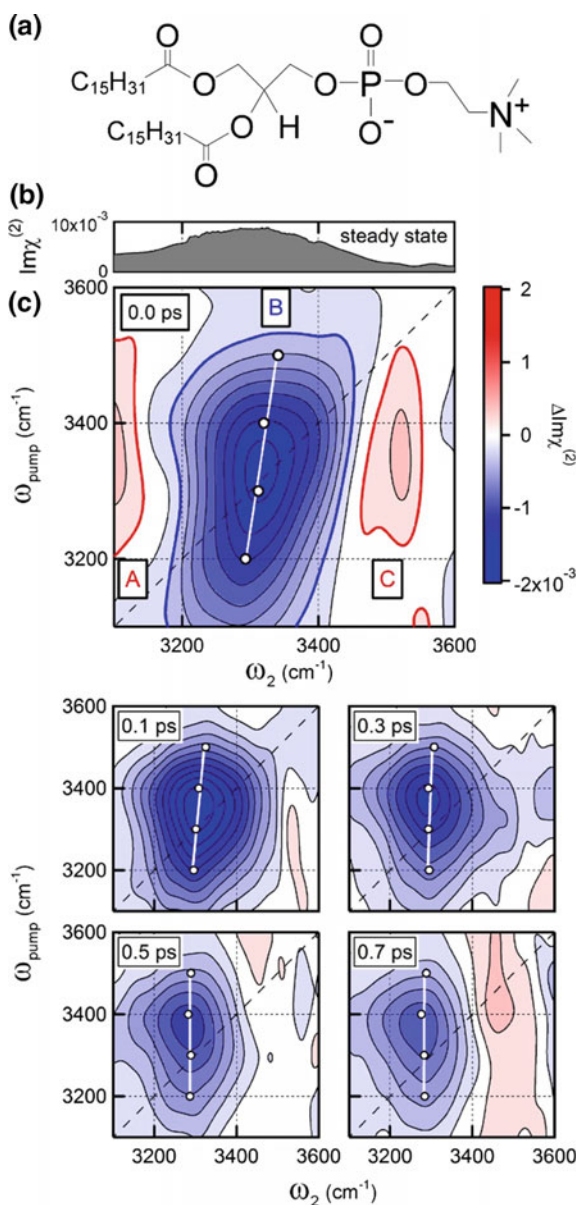 (a)
O
C15H31
O
O
P
O
O
N+
C15H31
O
H
O-
O
(b)
Imχ(2)
10x10-3
0
steady state
(c)
3600
3400
3200
ωpump (cm-1)
0.0 ps
B
A
C
3200
3400
3600
ω2 (cm-1)
2
1
0
-1
-2x10-3
ΔImχ(2)
3600
3400
3200
0.1 ps
0.3 ps
ωpump (cm-1)
3600
3400
3200
0.5 ps
0.7 ps
3200
3400
3600
3200
3400
3600
ω2 (cm-1)